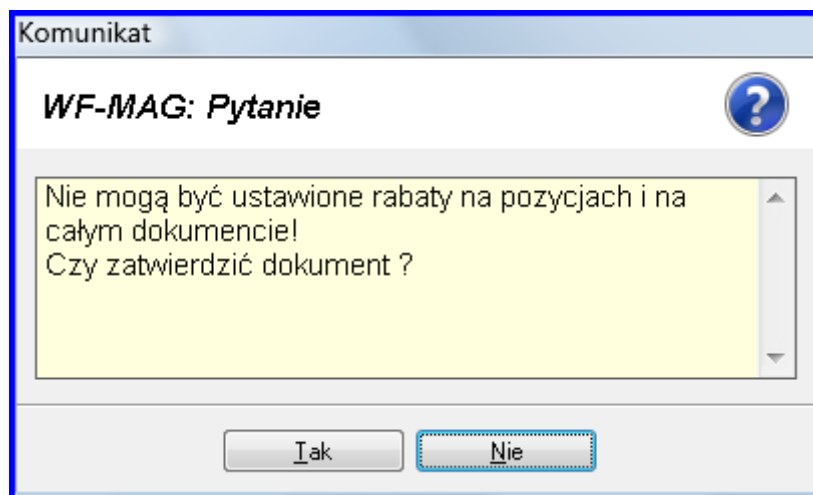 Komunikat
WF-MAG: Pytanie
?
Nie mogą być ustawione rabaty na pozycjach i na
całym dokumencie!
Czy zatwierdzić dokument ?
Tak
Nie